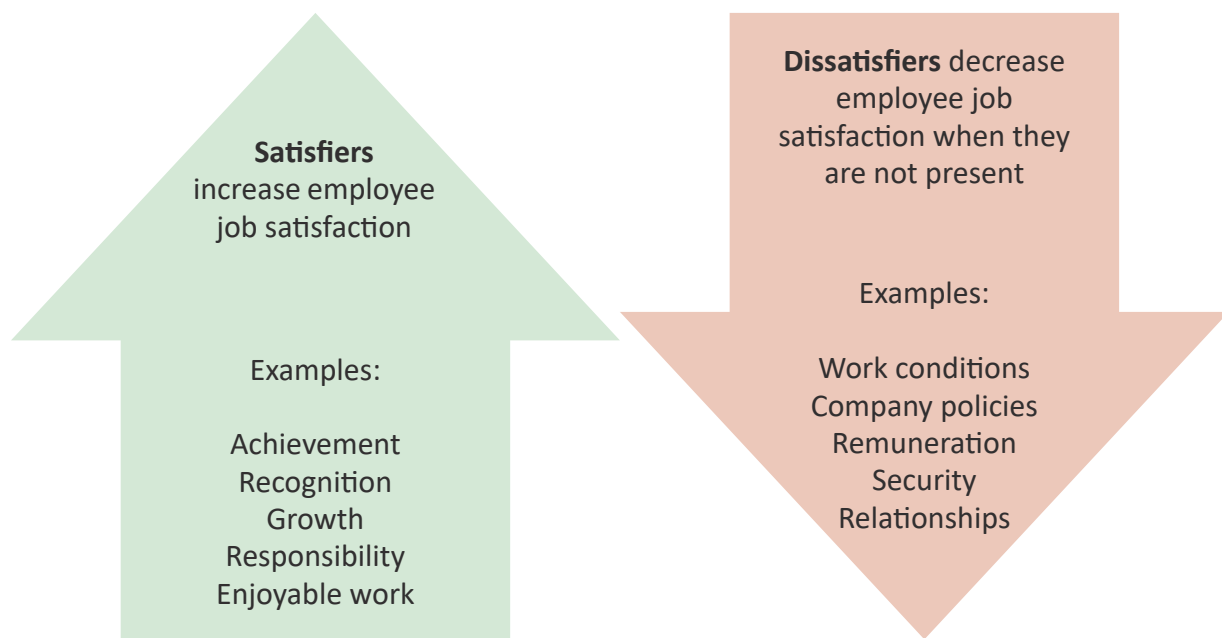 Satisfiers
increase employee
job satisfaction
Examples:
Achievement
Recognition
Growth
Responsibility
Enjoyable work
Dissatisfiers decrease
employee job
satisfaction when they
are not present
Examples:
Work conditions
Company policies
Remuneration
Security
Relationships